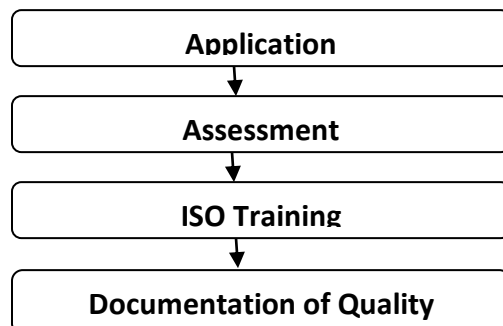 Application
Assessment
ISO Training
Documentation of Quality